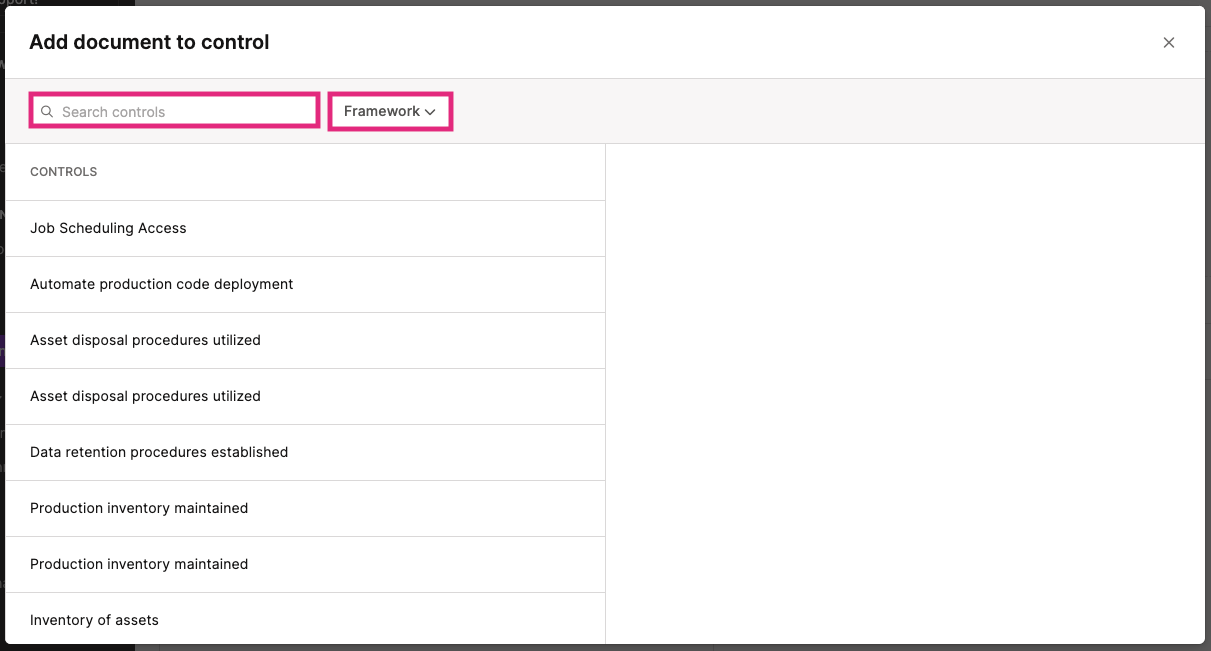 Add document to control
Search controls
Framework
CONTROLS
Job Scheduling Access
Automate production code deployment
Asset disposal procedures utilized
Asset disposal procedures utilized
Data retention procedures established
Production inventory maintained
Production inventory maintained
Inventory of assets